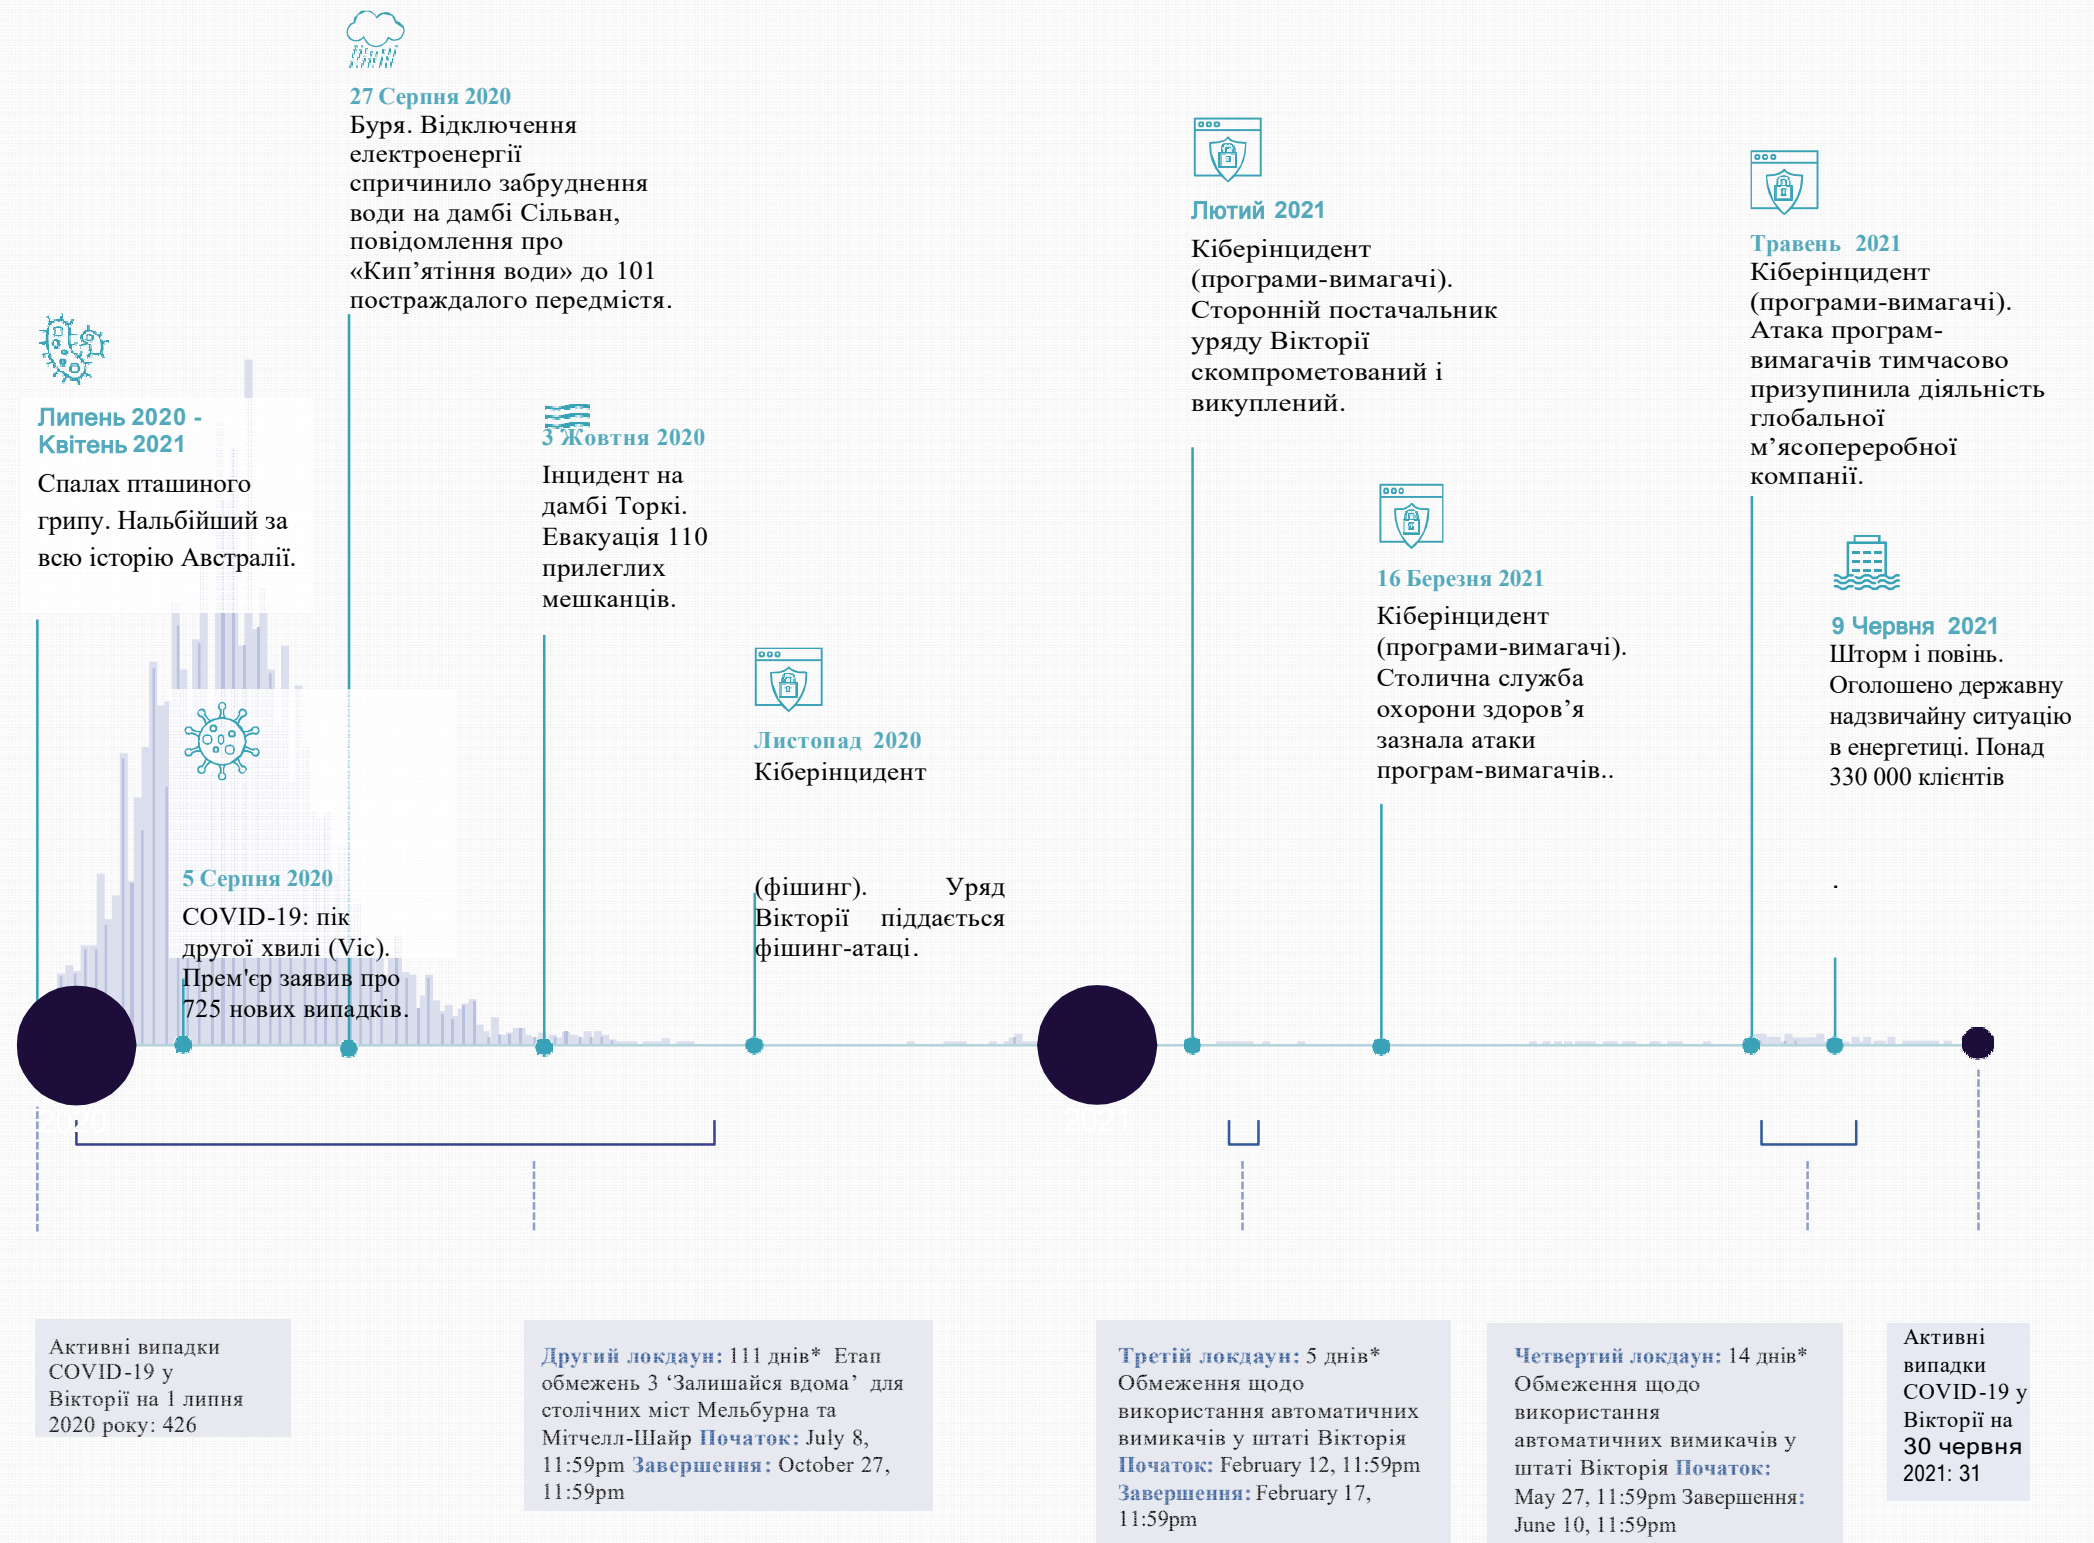 27 Серпня 2020
Буря. Відключення
електроенергії
спричинило забруднення
води на дамбі Сільван,
повідомлення про
«Кип’ятіння води» до 101
постраждалого передмістя.
Липень 2020 -
Квітень 2021
Спалах пташиного
грипу. Нальбійший за
всю історію Австралії.
5 Серпня 2020
COVID-19: пік
другої хвилі (Vic).
Прем'єр заявив про
725 нових випадків.
3 Жовтня 2020
Інцидент на
дамбі Торкі.
Евакуація 110
прилеглих
мешканців.
Листопад 2020
Кіберінцидент
(фішинг). Уряд
Вікторії піддається
фішинг-атаці.
Лютий 2021
Кіберінцидент
(програми-вимагачі).
Сторонній постачальник
уряду Вікторії
скомпрометований і
викуплений.
16 Березня 2021
Кіберінцидент
(програми-вимагачі).
Столична служба
охорони здоров’я
зазнала атаки
програм-вимагачів..
Травень 2021
Кіберінцидент
(програми-вимагачі).
Атака програм-
вимагачів тимчасово
призупинила діяльність
глобальної
м’ясопереробної
компанії.
9 Червня 2021
Шторм і повінь.
Оголошено державну
надзвичайну ситуацію
в енергетиці. Понад
330 000 клієнтів
.
2020
2021
Активні випадки
COVID-19 у
Вікторії на 1 липня
2020 року: 426
Другий локдаун: 111 днів* Етап
обмежень 3 ‘Залишайся вдома’ для
столічних міст Мельбурна та
Мітчелл-Шайр Початок: July 8,
11:59pm Завершення: October 27,
11:59pm
Третій локдаун: 5 днів*
Обмеження щодо
використання автоматичних
вимикачів у штаті Вікторія
Початок: February 12, 11:59pm
Завершення: February 17,
11:59pm
Четвертий локдаун: 14 днів*
Обмеження щодо
використання
автоматичних вимикачів у
штаті Вікторія Початок:
May 27, 11:59pm Завершення:
June 10, 11:59pm
Активні
випадки
COVID-19 у
Вікторії на
30 червня
2021: 31